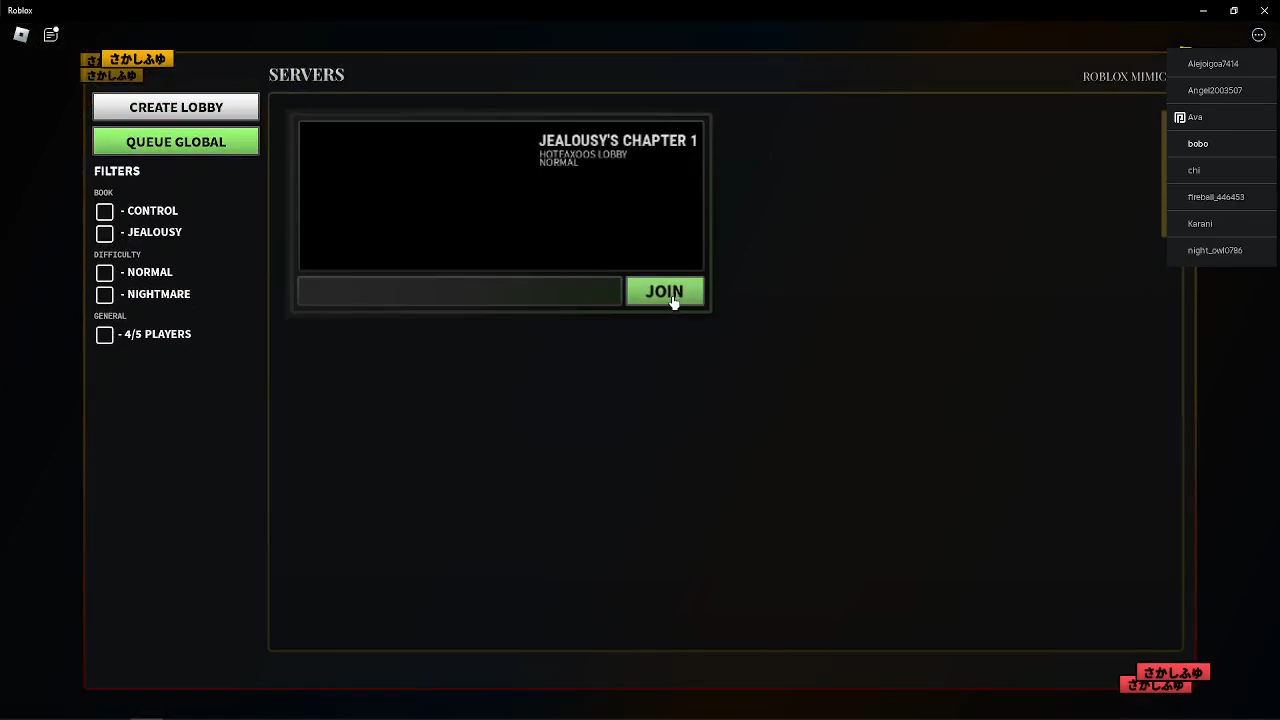 Roblox
さかしふゆ
さ
さかしふゆ
SERVERS
ROBLOX MIMIC
CREATE LOBBY
QUEUE GLOBAL
FILTERS
BOOK
- CONTROL
- JEALOUSY
DIFFICULTY
- NORMAL
- NIGHTMARE
GENERAL
- 4/5 PLAYERS
JEALOUSY'S CHAPTER 1
HOTFAXOOS LOBBY
NORMAL
JOIN
Alejoigoa7414
Angel2003507
Ava
bobo
chi
fireball_446453
Karani
night_owl0786
さかしふゆ
さかしふゆ